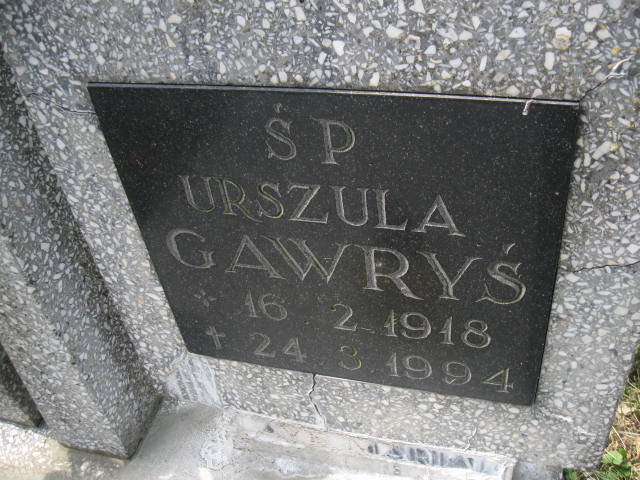 ŚP
URSZULA
GAWRYŚ
* 16 2 1918
† 24 3 1994